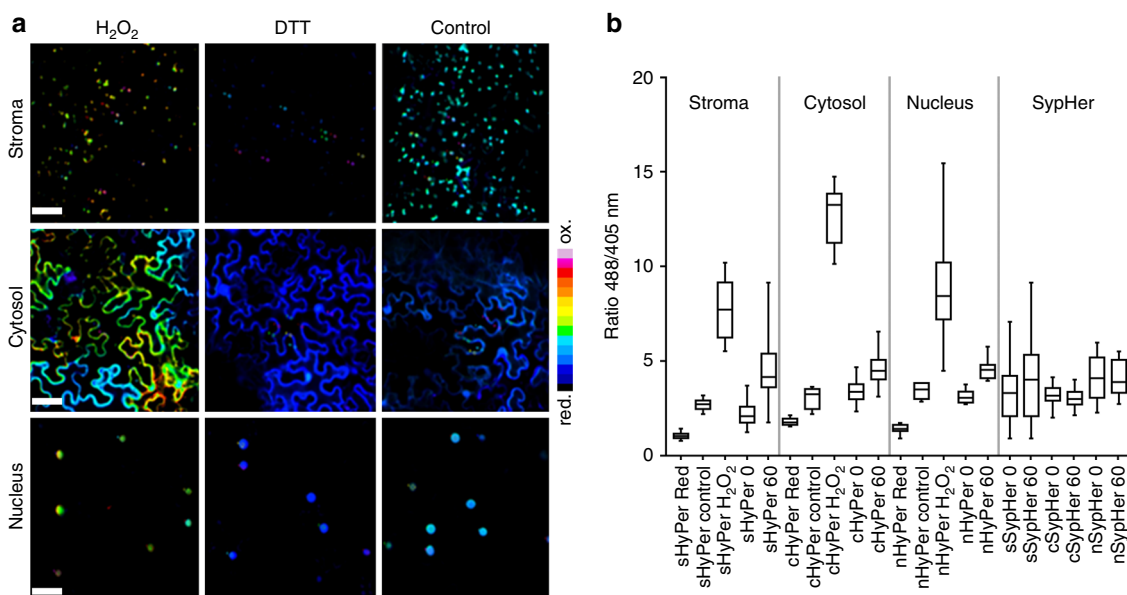 a
H₂O₂
DTT
Control
Stroma
Cytosol
Nucleus
ox.
red.
b
Ratio 488/405 nm
20
15
10
5
0
Stroma
Cytosol
Nucleus
SypHer
sHyPer Red
sHyPer control
sHyPer H₂O₂
sHyPer 0
sHyPer 60
cHyPer Red
cHyPer control
cHyPer H₂O₂
cHyPer 0
cHyPer 60
nHyPer Red
nHyPer control
nHyPer H₂O₂
nHyPer 0
nHyPer 60
sSypHer 0
sSypHer 60
cSypHer 0
cSypHer 60
nSypHer 0
nSypHer 60